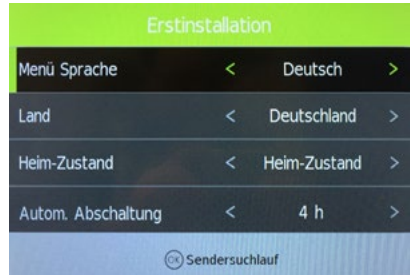 Erstinstallation
Menü Sprache < Deutsch >
Land < Deutschland >
Heim-Zustand < Heim-Zustand >
Autom. Abschaltung < 4 h >
OK Sendersuchlauf